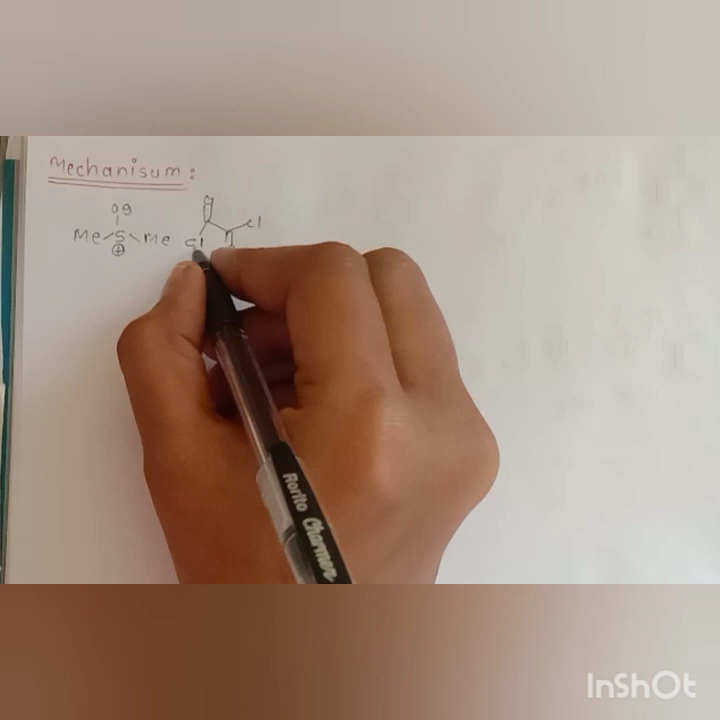 Mechanisum :
O⊖
Me S Me
⊕
O
Cl
Cl
Rorito Charmer
InShOt